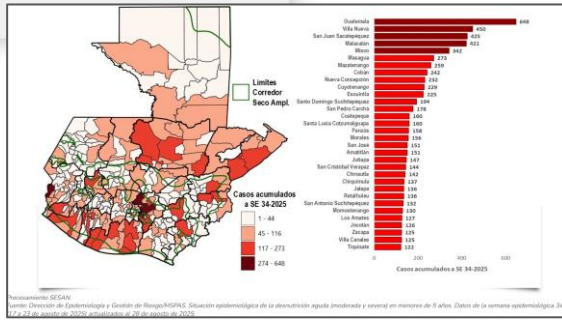 Límites
Corredor
Seco Ampl.
Casos acumulados
a SE 34-2025
1 - 44
45 - 116
117 - 273
274 - 648
Guatemala 648
Villa Nueva 450
San Juan Sacatepéquez 425
Malacatán 422
Mixco 342
Masagua 273
Mazatenango 259
Cobán 242
Nueva Concepción 232
Cuyotenango 229
Escuintla 225
Santo Domingo Suchitepéquez 194
San Pedro Carchá 178
Coatepeque 160
Santa Lucía Cotzumalguapa 160
Panzós 158
Morales 156
San José 151
Amatitlán 151
Jutiapa 147
San Cristóbal Verapaz 144
Chinautla 142
Chiquimula 137
Jalapa 136
Retalhuleu 136
San Antonio Suchitepéquez 132
Momostenango 130
Los Amates 127
Jocotán 126
Zacapa 125
Villa Canales 125
Tiquisate 122
0 200 400 600
Casos acumulados a SE 34-2025
Procesamiento SESAN.
Fuente: Dirección de Epidemiología y Gestión de Riesgo/MSPAS. Situación epidemiológica de la desnutrición aguda (moderada y severa) en menores de 5 años. Datos de la semana epidemiológica 34
(17 a 23 de agosto de 2025) actualizados al 28 de agosto de 2025.